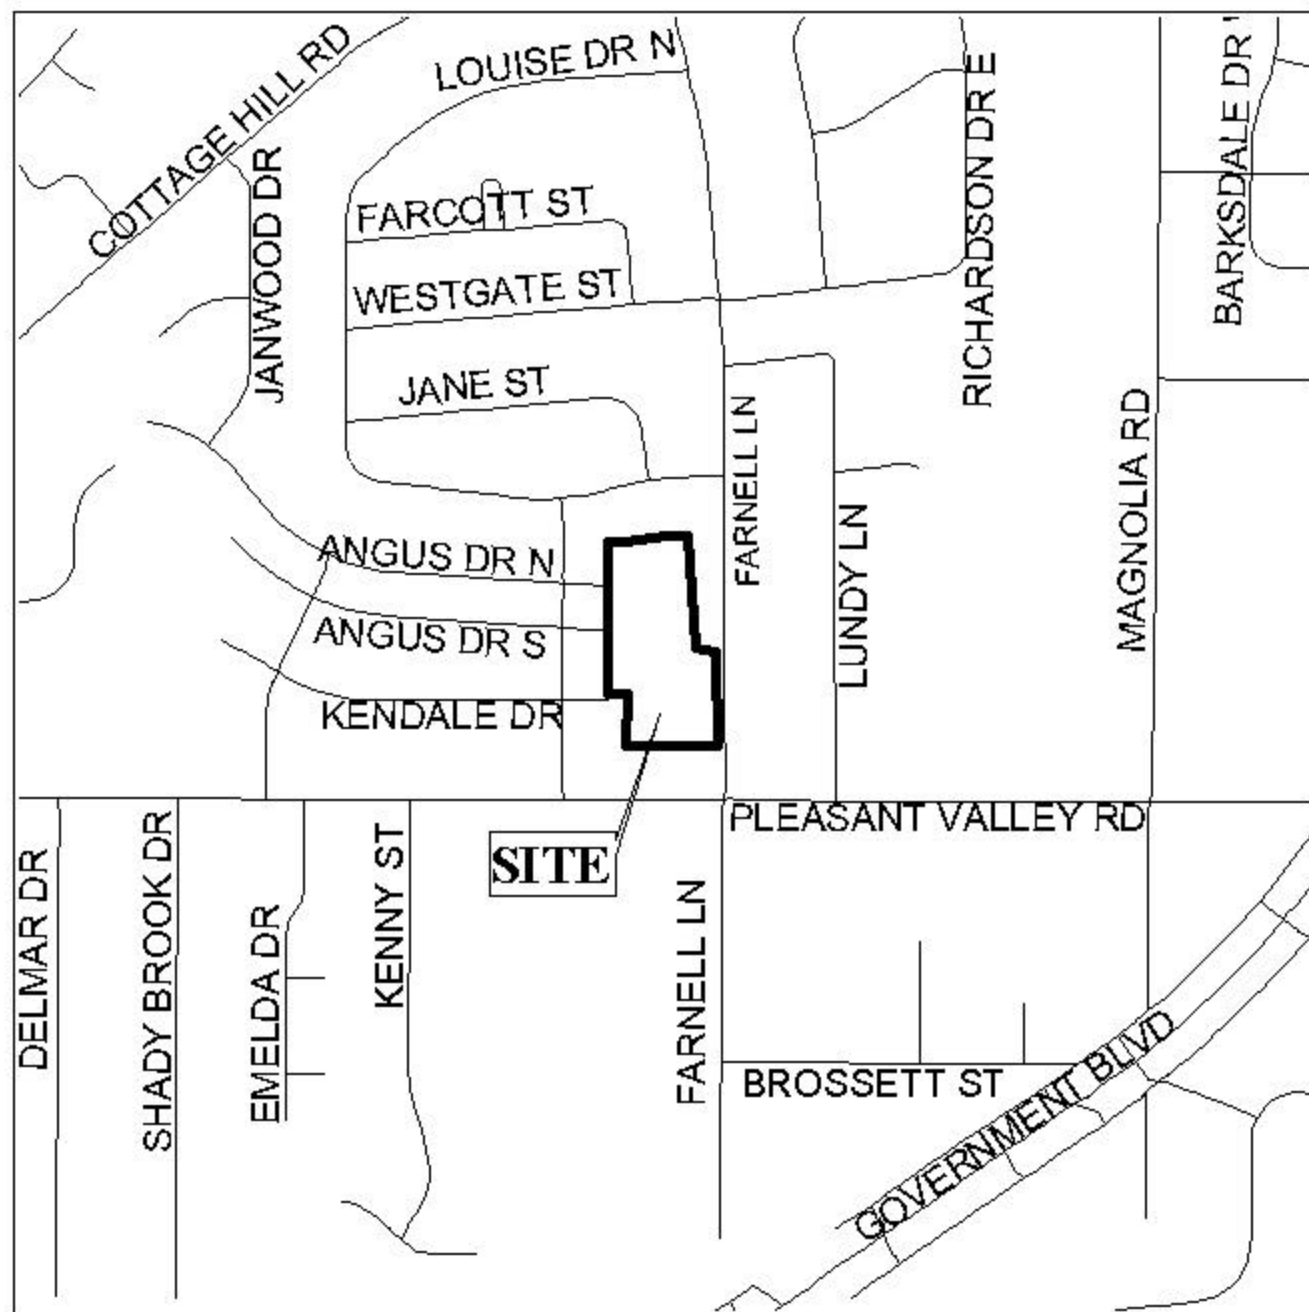 COTTAGE HILL RD
LOUISE DR N
JANWOOD DR
FARCOTT ST
WESTGATE ST
JANE ST
RICHARDSON DR E
BARKSDALE DR
MAGNOLIA RD
FARNELL LN
LUNDY LN
ANGUS DR N
ANGUS DR S
KENDALE DR
PLEASANT VALLEY RD
SITE
DELMAR DR
SHADY BROOK DR
EMELDA DR
KENNY ST
FARNELL LN
BROSSETT ST
GOVERNMENT BLVD